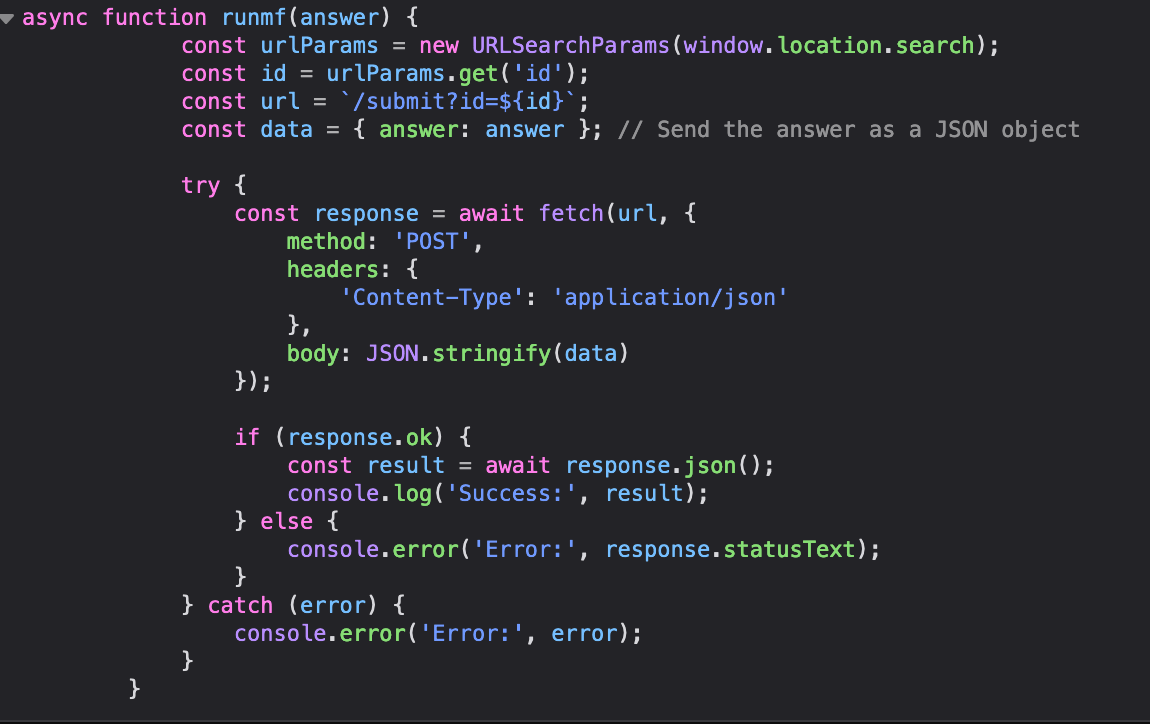 async function runmf(answer) {
const urlParams = new URLSearchParams(window.location.search);
const id = urlParams.get('id');
const url = `/submit?id=${id}`;
const data = { answer: answer }; // Send the answer as a JSON object
try {
const response = await fetch(url, {
method: 'POST',
headers: {
'Content-Type': 'application/json'
},
body: JSON.stringify(data)
});
if (response.ok) {
const result = await response.json();
console.log('Success:', result);
} else {
console.error('Error:', response.statusText);
}
} catch (error) {
console.error('Error:', error);
}
}